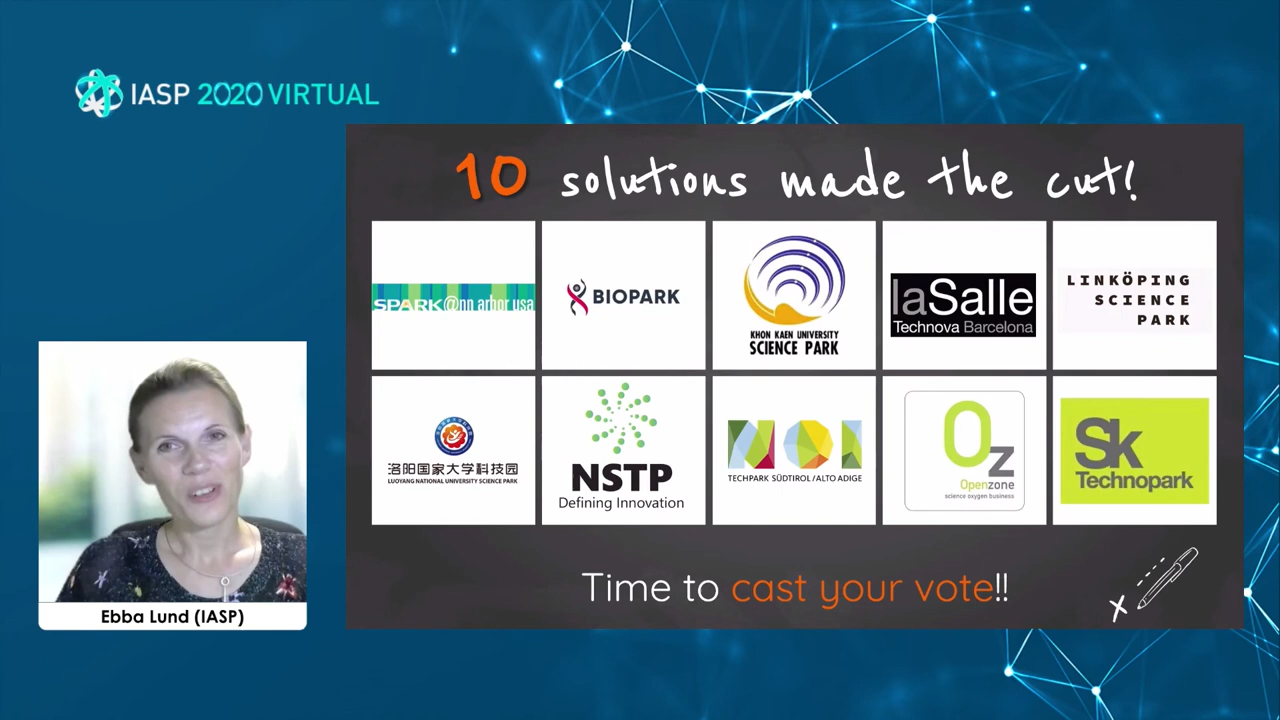 IASP 2020 VIRTUAL
10 solutions made the cut!
SPARK@nn arbor usa
BIOPARK
KHON KAEN UNIVERSITY
SCIENCE PARK
laSalle
Technova Barcelona
LINKÖPING
SCIENCE
PARK
洛阳国家大学科技园
LUOYANG NATIONAL UNIVERSITY SCIENCE PARK
NSTP
Defining Innovation
NOI
TECHPARK SÜDTIROL/ALTO ADIGE
Oz
Openzone
science oxygen business
Sk
Technopark
Time to cast your vote!!
X
Ebba Lund (IASP)